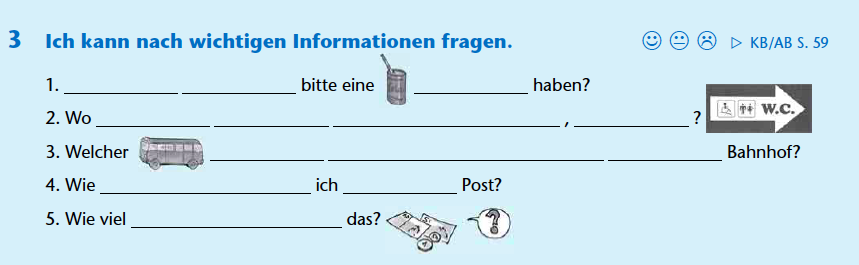 3 Ich kann nach wichtigen Informationen fragen. ▷ KB/AB S. 59
1. ____________ ____________ bitte eine ____________ haben?
2. Wo ____________ ____________ ________________________ , ____________ ? W.C.
3. Welcher ____________ ________________________ ____________ Bahnhof?
4. Wie ______________________ ich ____________ Post?
5. Wie viel ______________________ das? ?